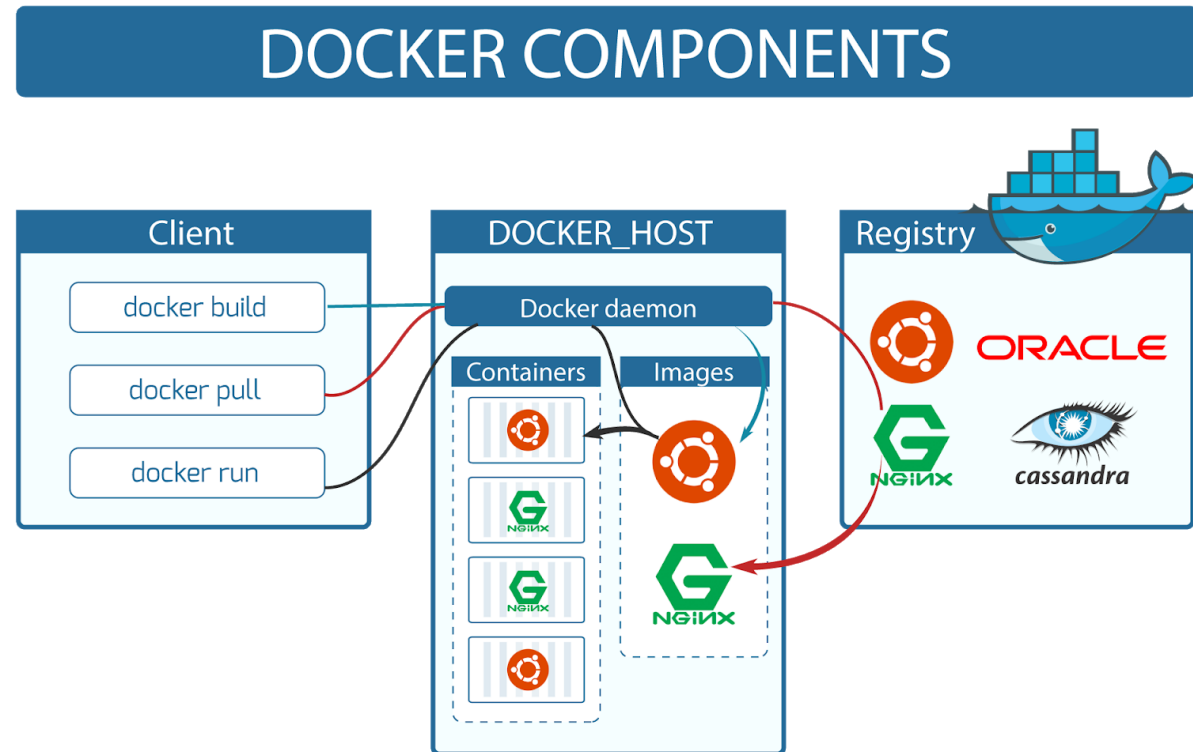 DOCKER COMPONENTS
Client
docker build
docker pull
docker run
DOCKER_HOST
Docker daemon
Containers
NGINX
NGINX
Images
NGINX
Registry
ORACLE
NGINX
cassandra